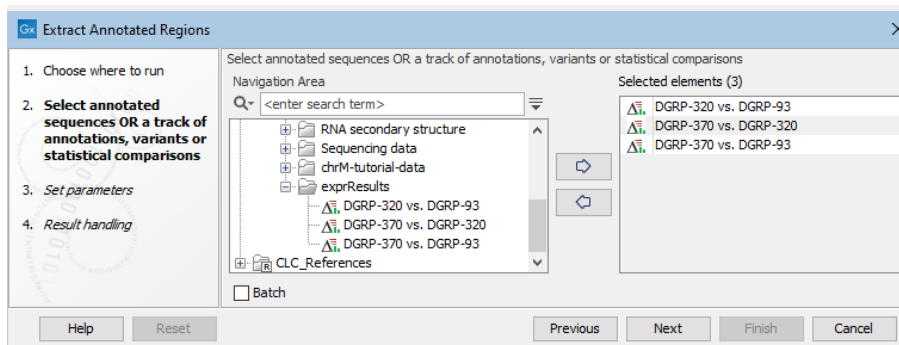 Gx Extract Annotated Regions
1. Choose where to run
2. Select annotated
sequences OR a track of
annotations, variants or
statistical comparisons
3. Set parameters
4. Result handling
Select annotated sequences OR a track of annotations, variants or statistical comparisons
Navigation Area
<enter search term>
RNA secondary structure
Sequencing data
chrM-tutorial-data
exprResults
DGRP-320 vs. DGRP-93
DGRP-370 vs. DGRP-320
DGRP-370 vs. DGRP-93
CLC_References
Batch
Selected elements (3)
DGRP-320 vs. DGRP-93
DGRP-370 vs. DGRP-320
DGRP-370 vs. DGRP-93
Help Reset Previous Next Finish Cancel